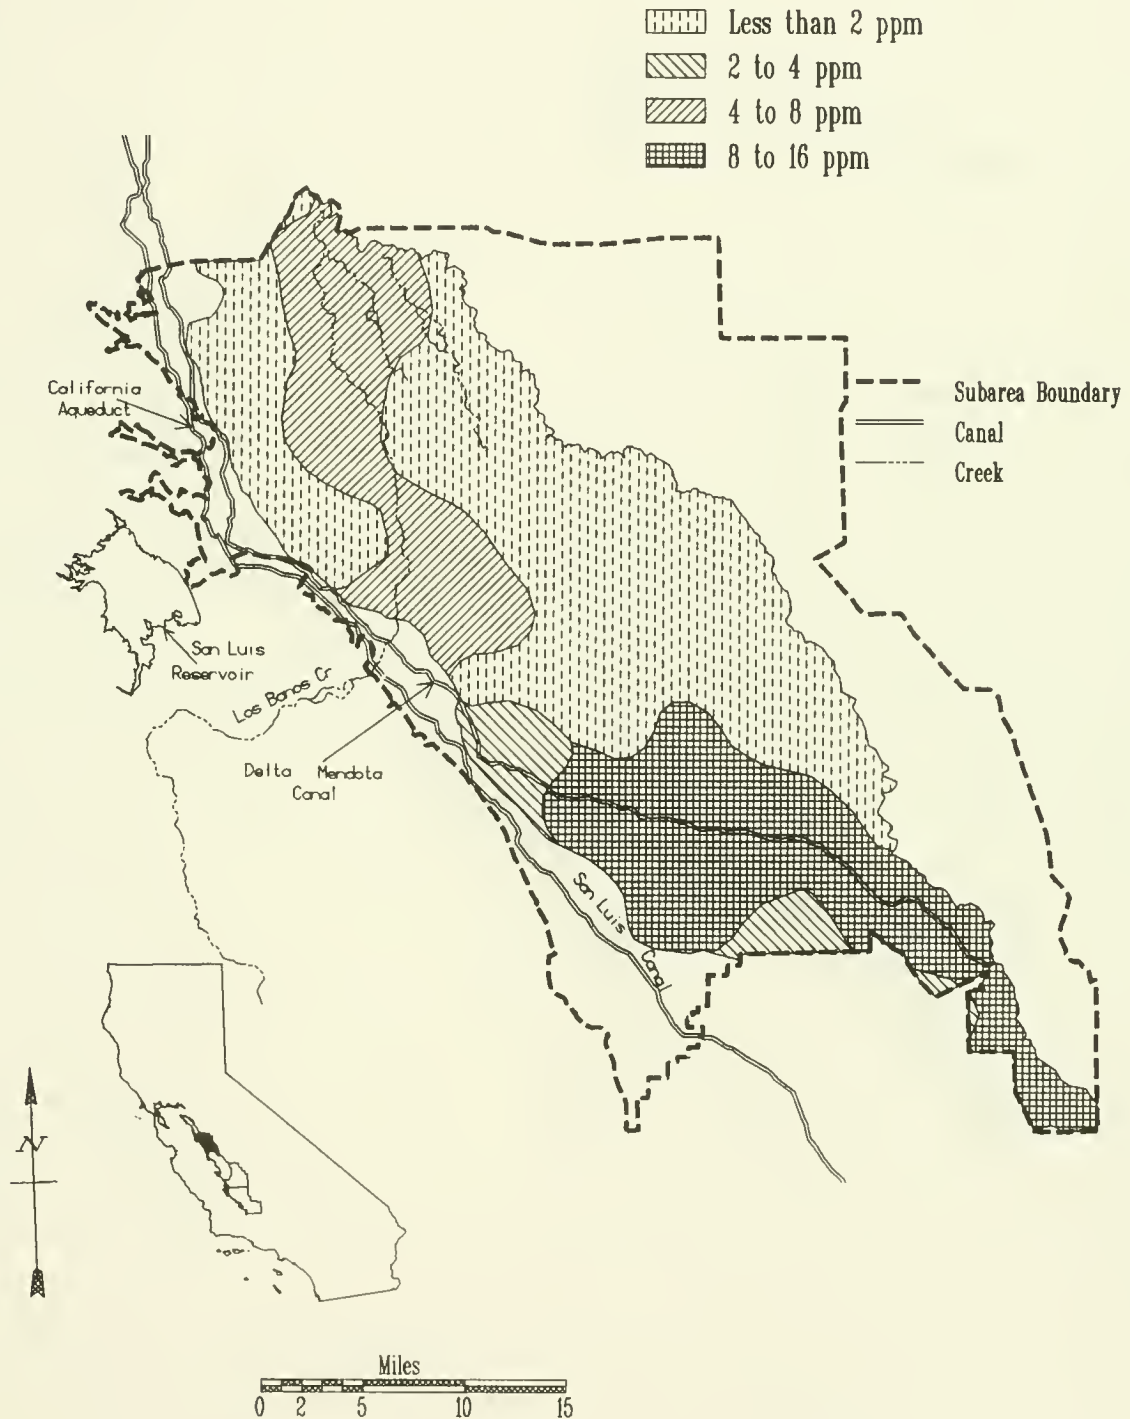 Less than 2 ppm
2 to 4 ppm
4 to 8 ppm
8 to 16 ppm
California
Aqueduct
Subarea Boundary
Canal
Creek
San Luis
Reservoir
Los Banos Cr
Delta Mendota
Canal
San Luis
Canal
N
Miles
0 2 5 10 15